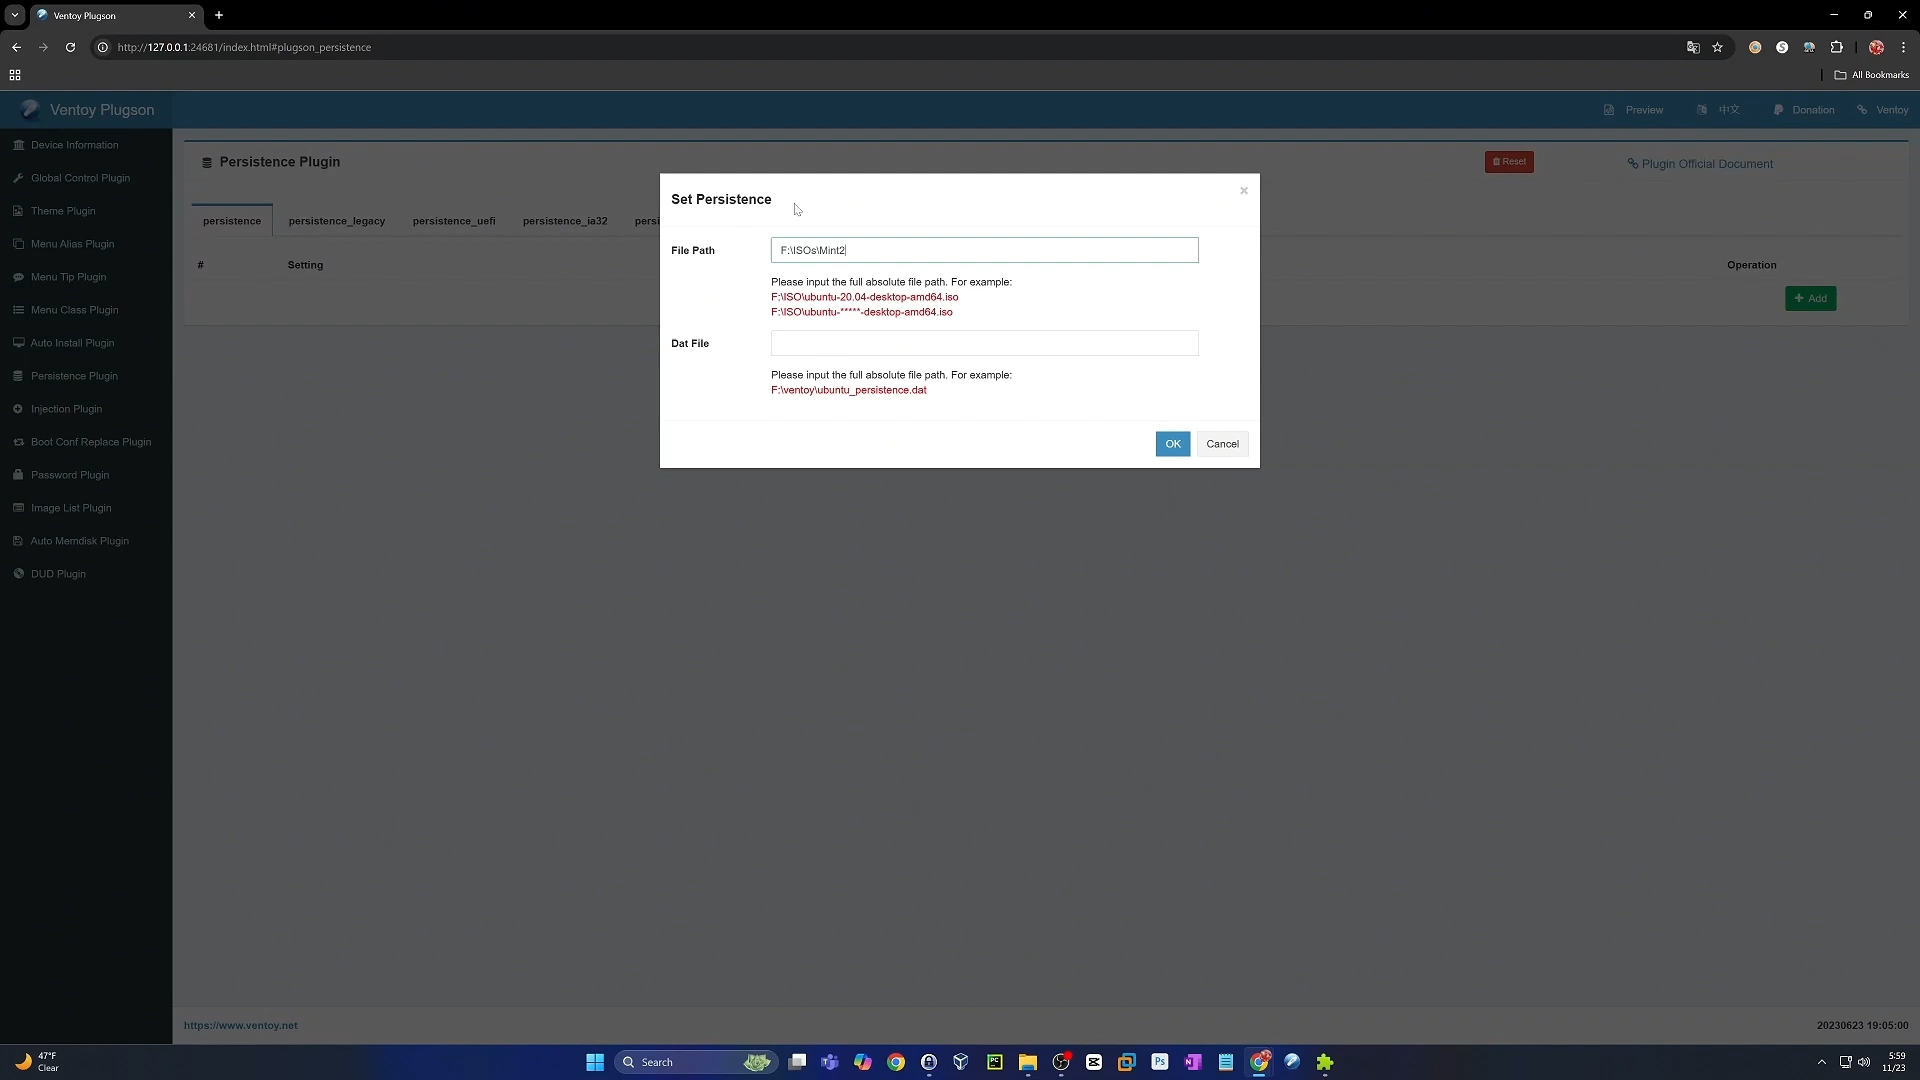 Ventoy Plugson
http://127.0.0.1:24681/index.html#plugson_persistence
All Bookmarks
Ventoy Plugson
Preview
中文
Donation
Ventoy
Device Information
Global Control Plugin
Theme Plugin
Menu Alias Plugin
Menu Tip Plugin
Menu Class Plugin
Auto Install Plugin
Persistence Plugin
Injection Plugin
Boot Conf Replace Plugin
Password Plugin
Image List Plugin
Auto Memdisk Plugin
DUD Plugin
Persistence Plugin
Reset
Plugin Official Document
persistence
persistence_legacy
persistence_uefi
persistence_ia32
persi
#
Setting
Operation
Add
Set Persistence
×
File Path
F:\ISOs\Mint2
Please input the full absolute file path. For example:
F:\ISO\ubuntu-20.04-desktop-amd64.iso
F:\ISO\ubuntu-*****-desktop-amd64.iso
Dat File
Please input the full absolute file path. For example:
F:\ventoy\ubuntu_persistence.dat
OK
Cancel
https://www.ventoy.net
20230623 19:05:00
47°F
Clear
Search
5:59
11/23